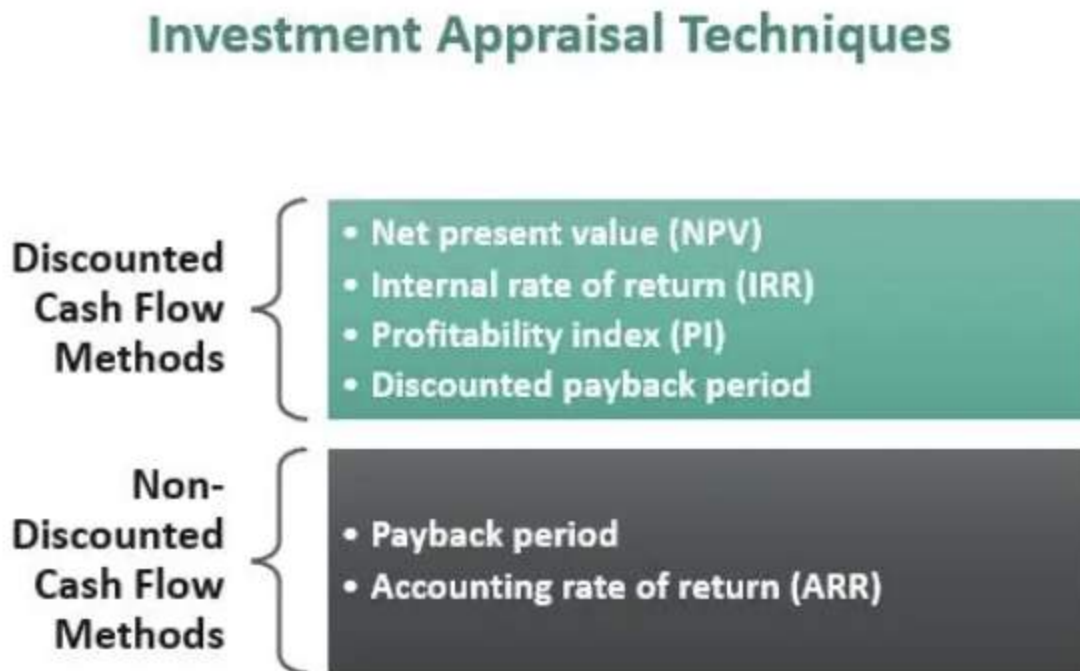 Investment Appraisal Techniques
Discounted
Cash Flow
Methods
• Net present value (NPV)
• Internal rate of return (IRR)
• Profitability index (PI)
• Discounted payback period
Non-
Discounted
Cash Flow
Methods
• Payback period
• Accounting rate of return (ARR)